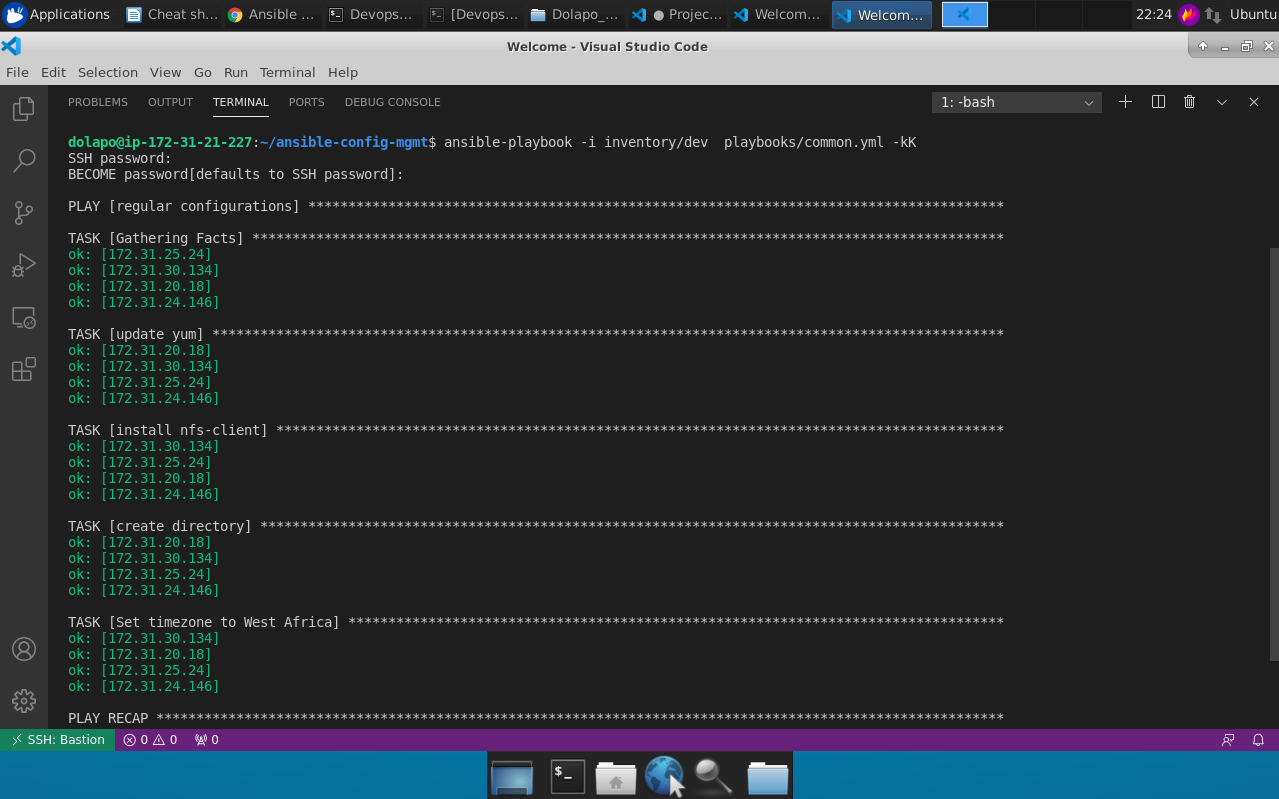 Applications
Cheat sh...
Ansible ...
Devops...
[Devops...
Dolapo_...
● Projec...
Welcom...
Welcom...
22:24
Ubuntu
Welcome - Visual Studio Code
File Edit Selection View Go Run Terminal Help
PROBLEMS OUTPUT TERMINAL PORTS DEBUG CONSOLE
1: -bash
dolapo@ip-172-31-21-227:~/ansible-config-mgmt$ ansible-playbook -i inventory/dev  playbooks/common.yml -kK
SSH password:
BECOME password[defaults to SSH password]:
PLAY [regular configurations] ***************************************************************************************
TASK [Gathering Facts] **********************************************************************************************
ok: [172.31.25.24]
ok: [172.31.30.134]
ok: [172.31.20.18]
ok: [172.31.24.146]
TASK [update yum] ***************************************************************************************************
ok: [172.31.20.18]
ok: [172.31.30.134]
ok: [172.31.25.24]
ok: [172.31.24.146]
TASK [install nfs-client] *******************************************************************************************
ok: [172.31.30.134]
ok: [172.31.25.24]
ok: [172.31.20.18]
ok: [172.31.24.146]
TASK [create directory] *********************************************************************************************
ok: [172.31.20.18]
ok: [172.31.30.134]
ok: [172.31.25.24]
ok: [172.31.24.146]
TASK [Set timezone to West Africa] **********************************************************************************
ok: [172.31.30.134]
ok: [172.31.20.18]
ok: [172.31.25.24]
ok: [172.31.24.146]
PLAY RECAP **********************************************************************************************************
SSH: Bastion 0 0 0
$_